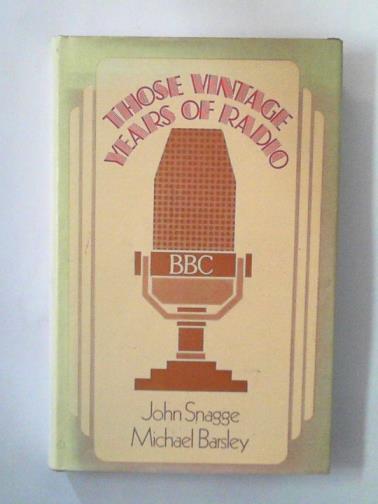 THOSE VINTAGE
YEARS OF RADIO
BBC
John Snagge
Michael Barsley